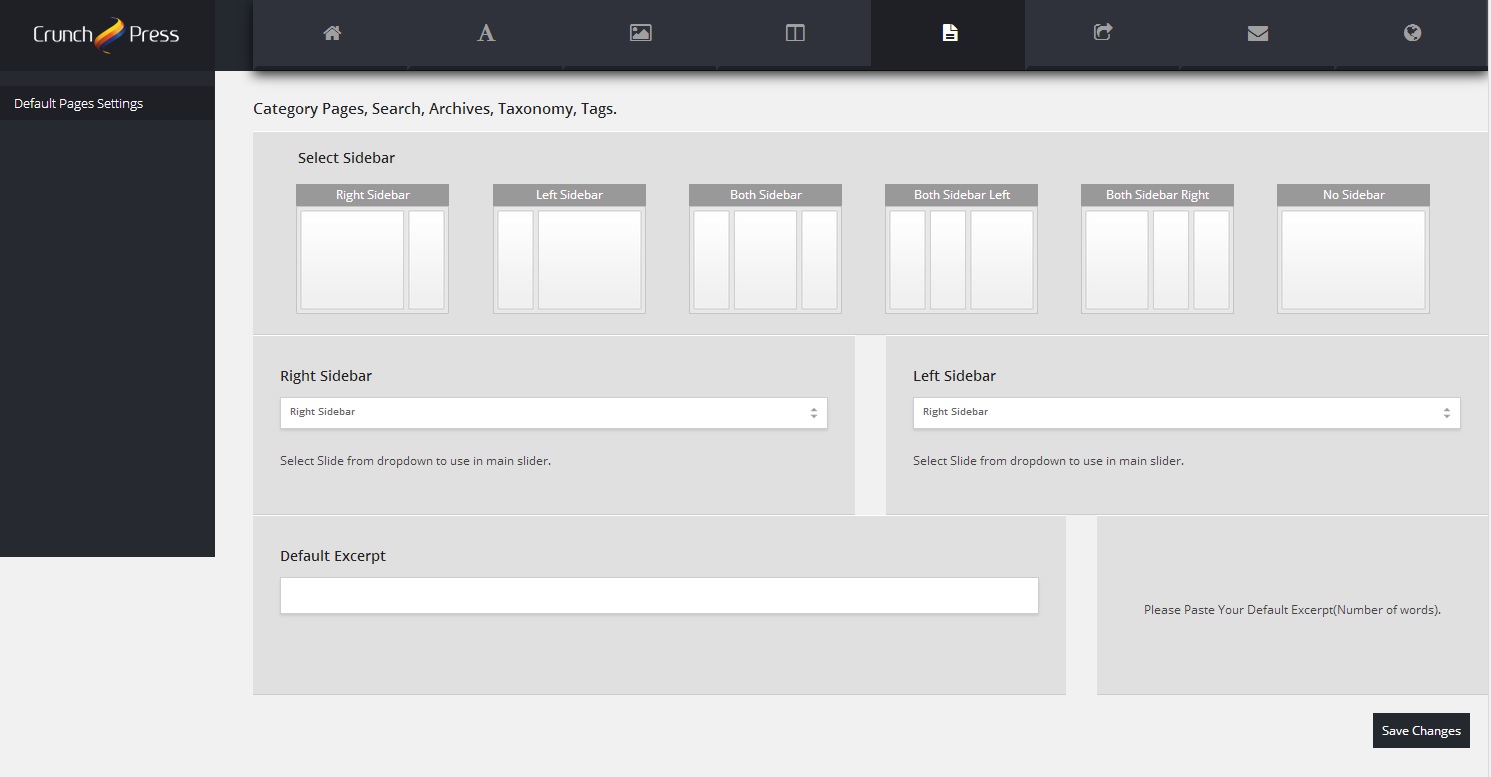 Crunch Press
Default Pages Settings
Category Pages, Search, Archives, Taxonomy, Tags.
Select Sidebar
Right Sidebar
Left Sidebar
Both Sidebar
Both Sidebar Left
Both Sidebar Right
No Sidebar
Right Sidebar
Right Sidebar
Select Slide from dropdown to use in main slider.
Left Sidebar
Right Sidebar
Select Slide from dropdown to use in main slider.
Default Excerpt
Please Paste Your Default Excerpt(Number of words).
Save Changes